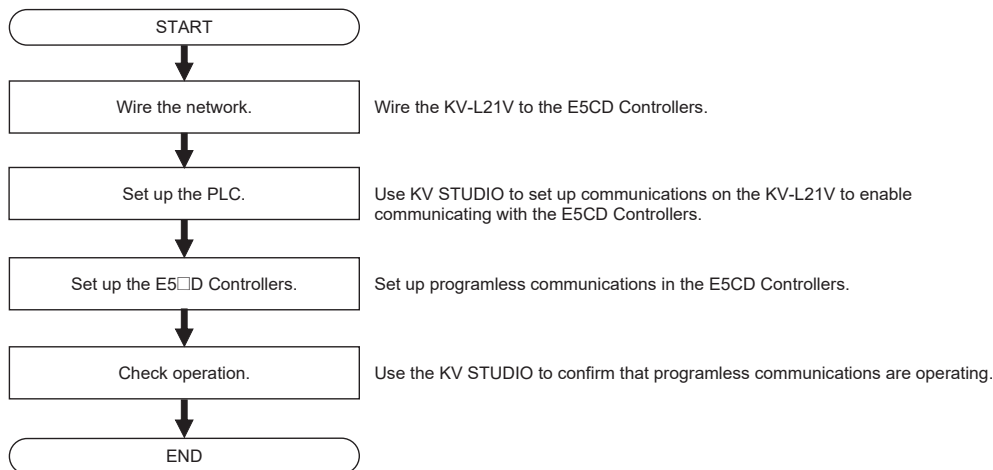 START
Wire the network.
Wire the KV-L21V to the E5CD Controllers.
Set up the PLC.
Use KV STUDIO to set up communications on the KV-L21V to enable
communicating with the E5CD Controllers.
Set up the E5□D Controllers.
Set up programless communications in the E5CD Controllers.
Check operation.
Use the KV STUDIO to confirm that programless communications are operating.
END